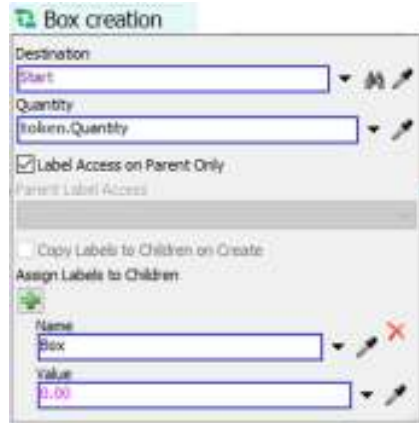 Box creation
Destination
Start
Quantity
token.Quantity
Label Access on Parent Only
Parent Label Access
Copy Labels to Children on Create
Assign Labels to Children
Name
Box
Value
0.00